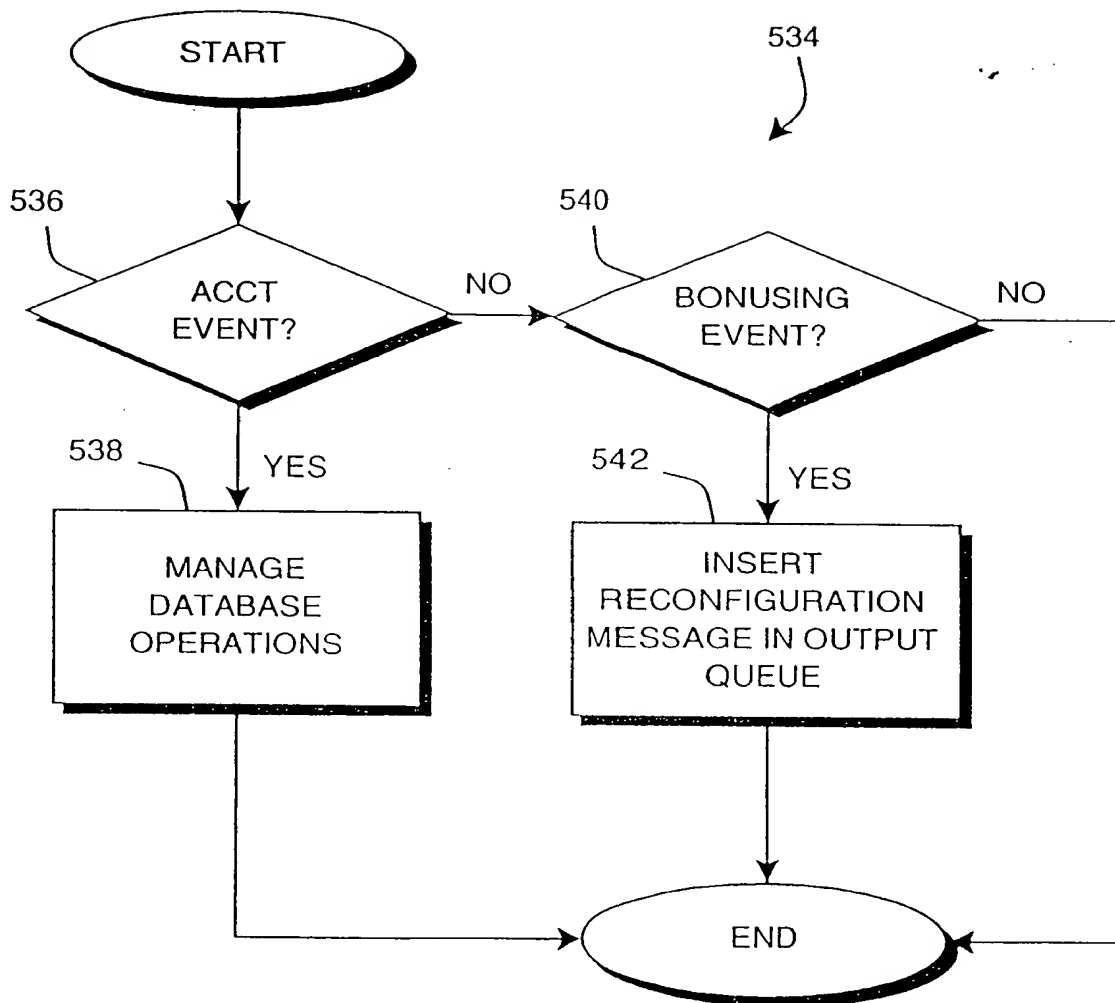 START
534
536
540
ACCT
EVENT?
NO
BONUSING
EVENT?
NO
538
YES
542
YES
MANAGE
DATABASE
OPERATIONS
INSERT
RECONFIGURATION
MESSAGE IN OUTPUT
QUEUE
END